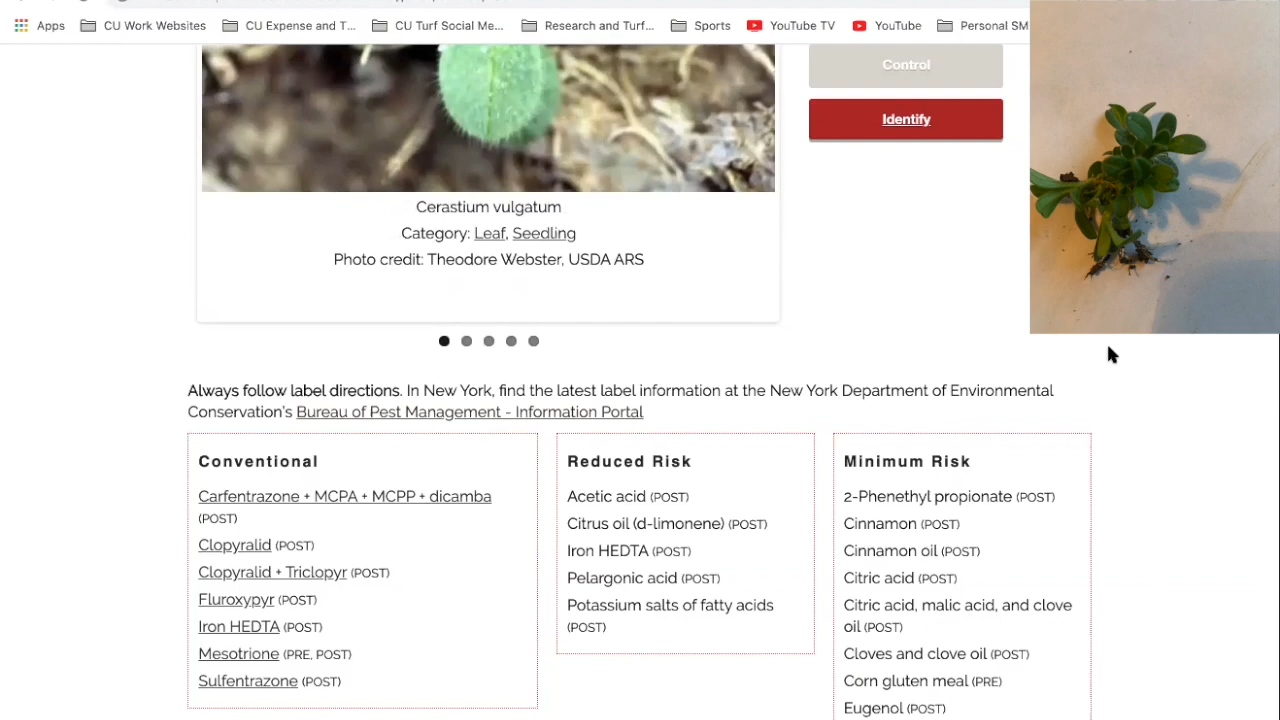 Apps
CU Work Websites
CU Expense and T...
CU Turf Social Me...
Research and Turf...
Sports
YouTube TV
YouTube
Personal SM
Control
Identify
Cerastium vulgatum
Category: Leaf, Seedling
Photo credit: Theodore Webster, USDA ARS
Always follow label directions. In New York, find the latest label information at the New York Department of Environmental
Conservation's Bureau of Pest Management - Information Portal
Conventional
Carfentrazone + MCPA + MCPP + dicamba
(POST)
Clopyralid (POST)
Clopyralid + Triclopyr (POST)
Fluroxypyr (POST)
Iron HEDTA (POST)
Mesotrione (PRE, POST)
Sulfentrazone (POST)
Reduced Risk
Acetic acid (POST)
Citrus oil (d-limonene) (POST)
Iron HEDTA (POST)
Pelargonic acid (POST)
Potassium salts of fatty acids
(POST)
Minimum Risk
2-Phenethyl propionate (POST)
Cinnamon (POST)
Cinnamon oil (POST)
Citric acid (POST)
Citric acid, malic acid, and clove
oil (POST)
Cloves and clove oil (POST)
Corn gluten meal (PRE)
Eugenol (POST)